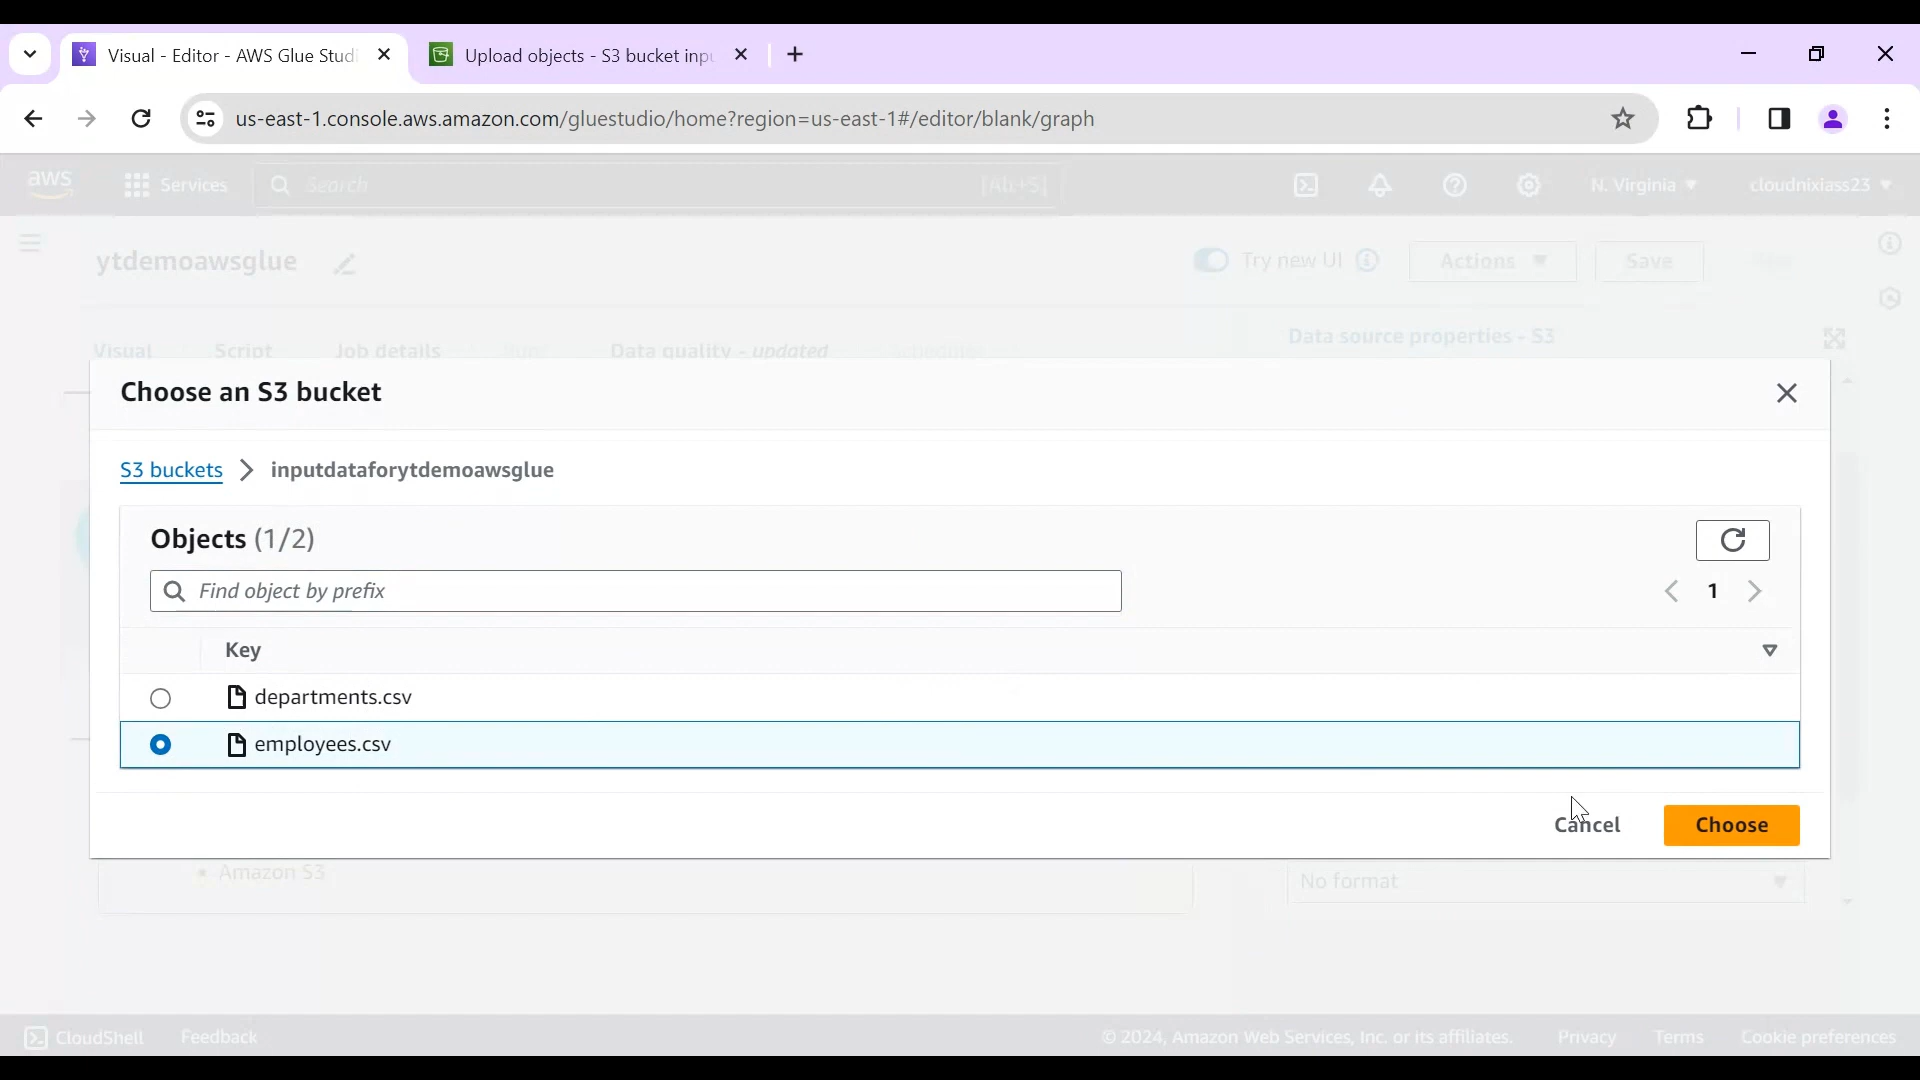 Visual - Editor - AWS Glue Stud
Upload objects - S3 bucket inp
us-east-1.console.aws.amazon.com/gluestudio/home?region=us-east-1#/editor/blank/graph
aws Services Search [Alt+S] N. Virginia cloudnixiass23
ytdemoawsglue Try new UI Actions Save
Visual Script Job details Data quality - updated Data source properties - S3
Choose an S3 bucket
S3 buckets > inputdataforytdemoawsglue
Objects (1/2)
Find object by prefix 1
Key
departments.csv
employees.csv
Cancel Choose
Amazon S3 No format
CloudShell Feedback © 2024, Amazon Web Services, Inc. or its affiliates. Privacy Terms Cookie preferences